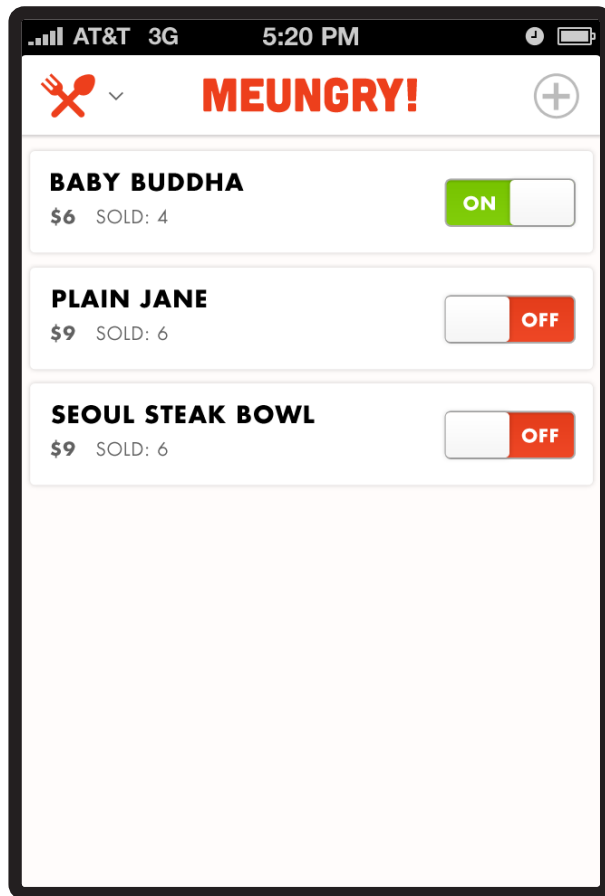 AT&T 3G 5:20 PM
MEUNGRY!
BABY BUDDHA
$6 SOLD: 4
ON
PLAIN JANE
$9 SOLD: 6
OFF
SEOUL STEAK BOWL
$9 SOLD: 6
OFF